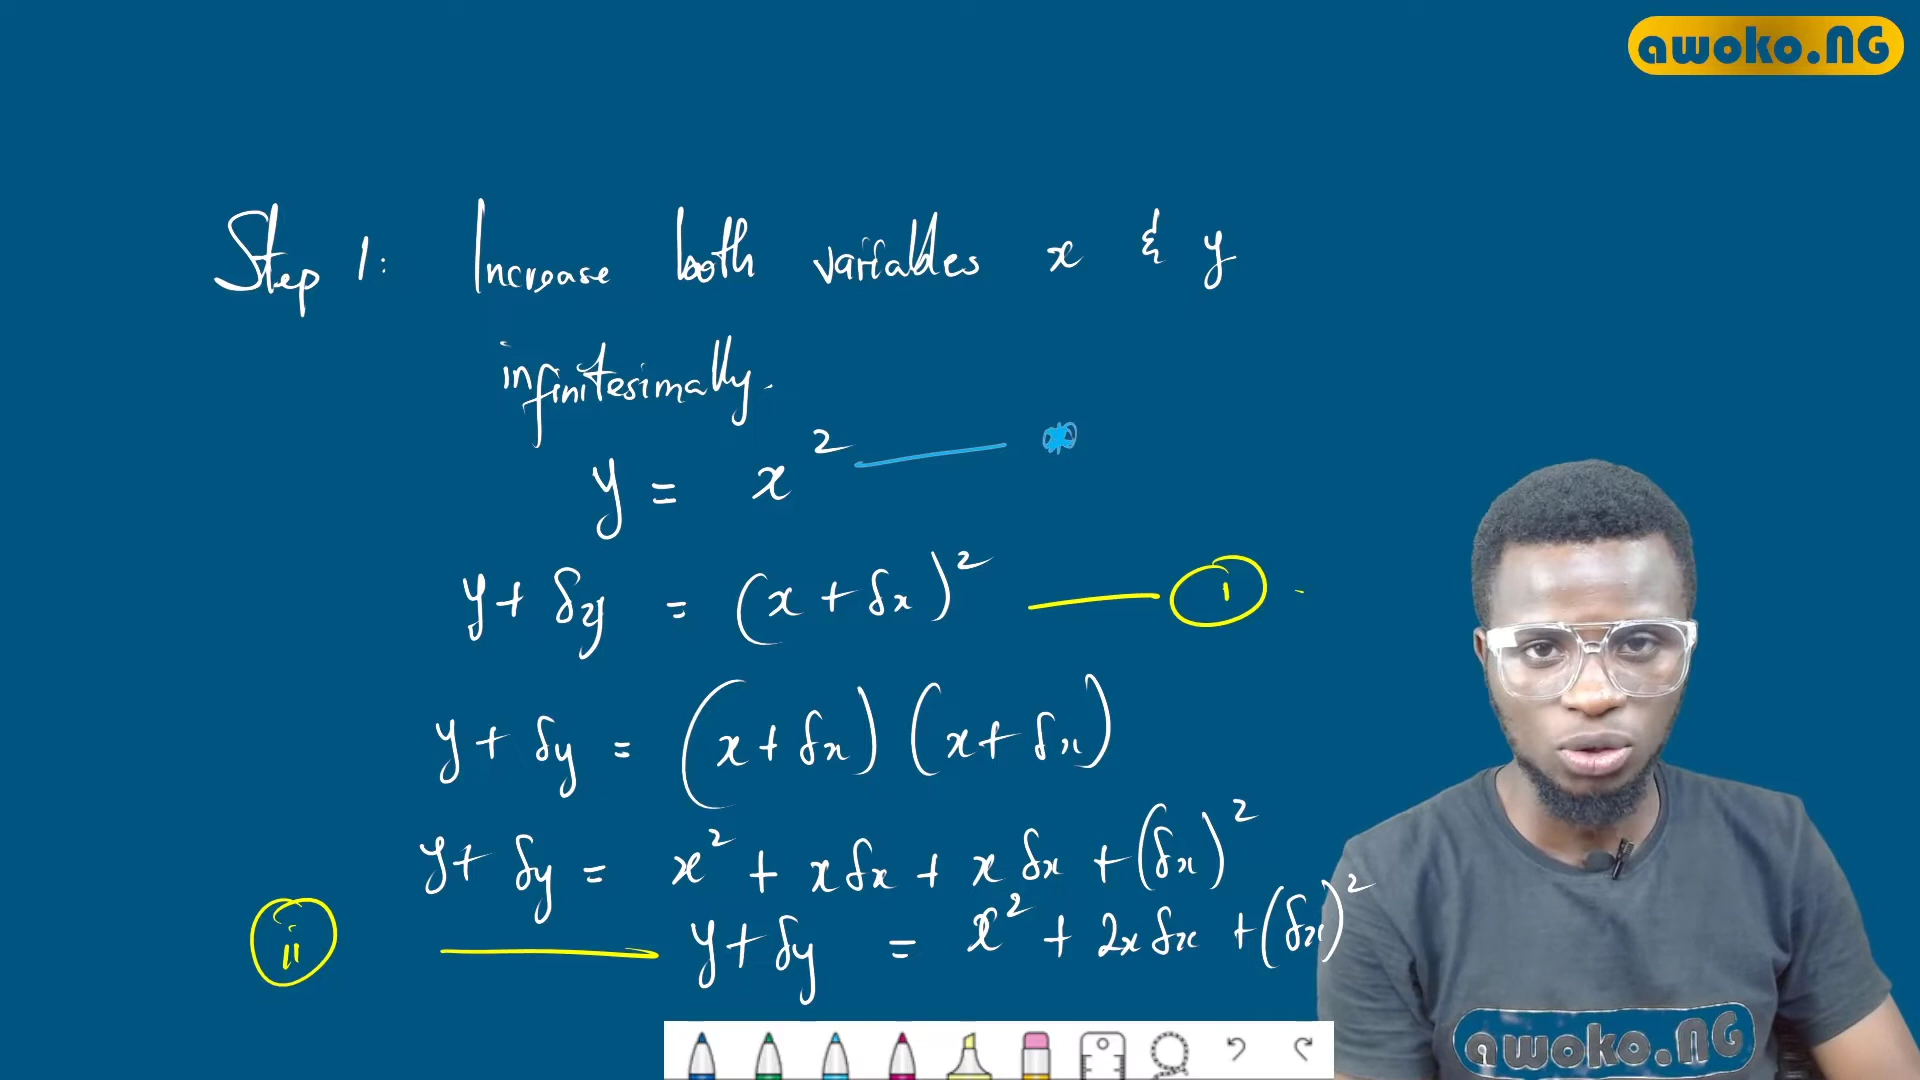 awoko.NG
Step 1: Increase both variables x & y
infinitesimally.
y = x² —— *
y + δy = (x + δx)² —— i
y + δy = (x + δx) (x + δx)
y + δy = x² + xδx + xδx + (δx)²
ii —— y + δy = x² + 2xδx + (δx)²
awoko.NG